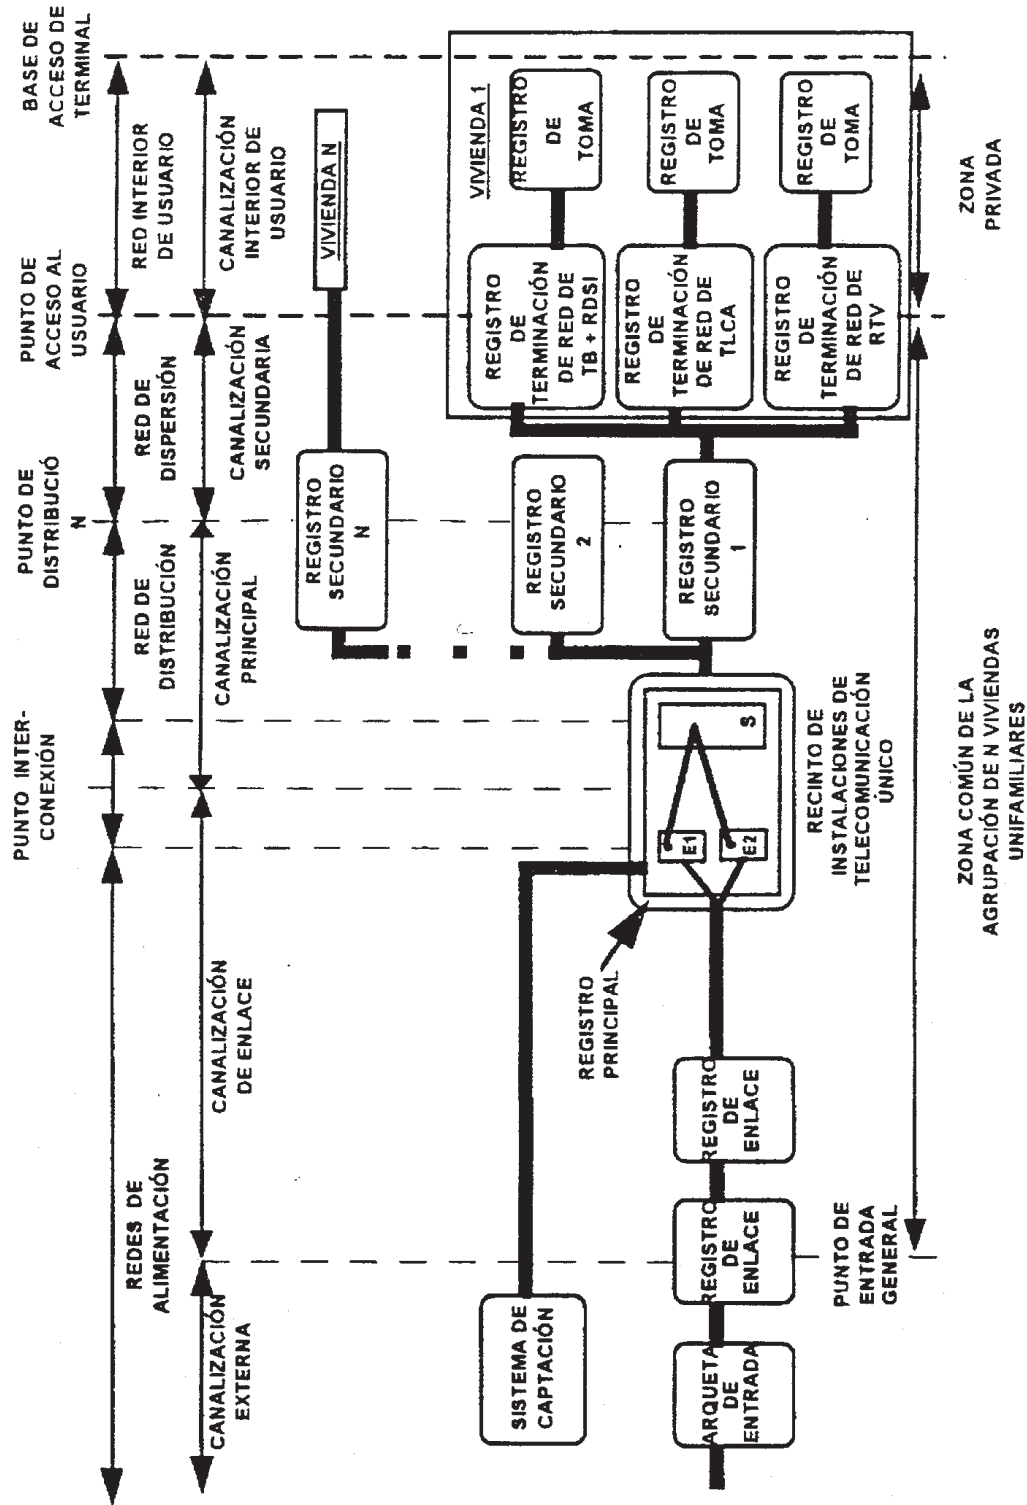 PUNTO INTER-
CONEXIÓN
PUNTO DE
DISTRIBUCIÓ
N
PUNTO DE
ACCESO AL
USUARIO
BASE DE
ACCESO DE
TERMINAL
REDES DE
ALIMENTACIÓN
RED DE
DISTRIBUCIÓN
RED DE
DISPERSIÓN
RED INTERIOR
DE USUARIO
CANALIZACIÓN
EXTERNA
CANALIZACIÓN
DE ENLACE
CANALIZACIÓN
PRINCIPAL
CANALIZACIÓN
SECUNDARIA
CANALIZACIÓN
INTERIOR DE
USUARIO
REGISTRO
SECUNDARIO
N
VIVIENDA N
SISTEMA DE
CAPTACIÓN
REGISTRO
SECUNDARIO
2
VIVIENDA 1
REGISTRO
DE
TERMINACIÓN
DE RED DE
TB + RDSI
REGISTRO
DE
TOMA
REGISTRO
PRINCIPAL
ARQUETA
DE
ENTRADA
REGISTRO
DE
ENLACE
REGISTRO
DE
ENLACE
E1
E2
S
REGISTRO
SECUNDARIO
1
REGISTRO
DE
TERMINACIÓN
DE RED DE
TLCA
REGISTRO
DE
TOMA
REGISTRO
DE
TERMINACIÓN
DE RED DE
RTV
REGISTRO
DE
TOMA
PUNTO DE
ENTRADA
GENERAL
RECINTO DE
INSTALACIONES DE
TELECOMUNICACIÓN
ÚNICO
ZONA COMÚN DE LA
AGRUPACIÓN DE N VIVIENDAS
UNIFAMILIARES
ZONA
PRIVADA